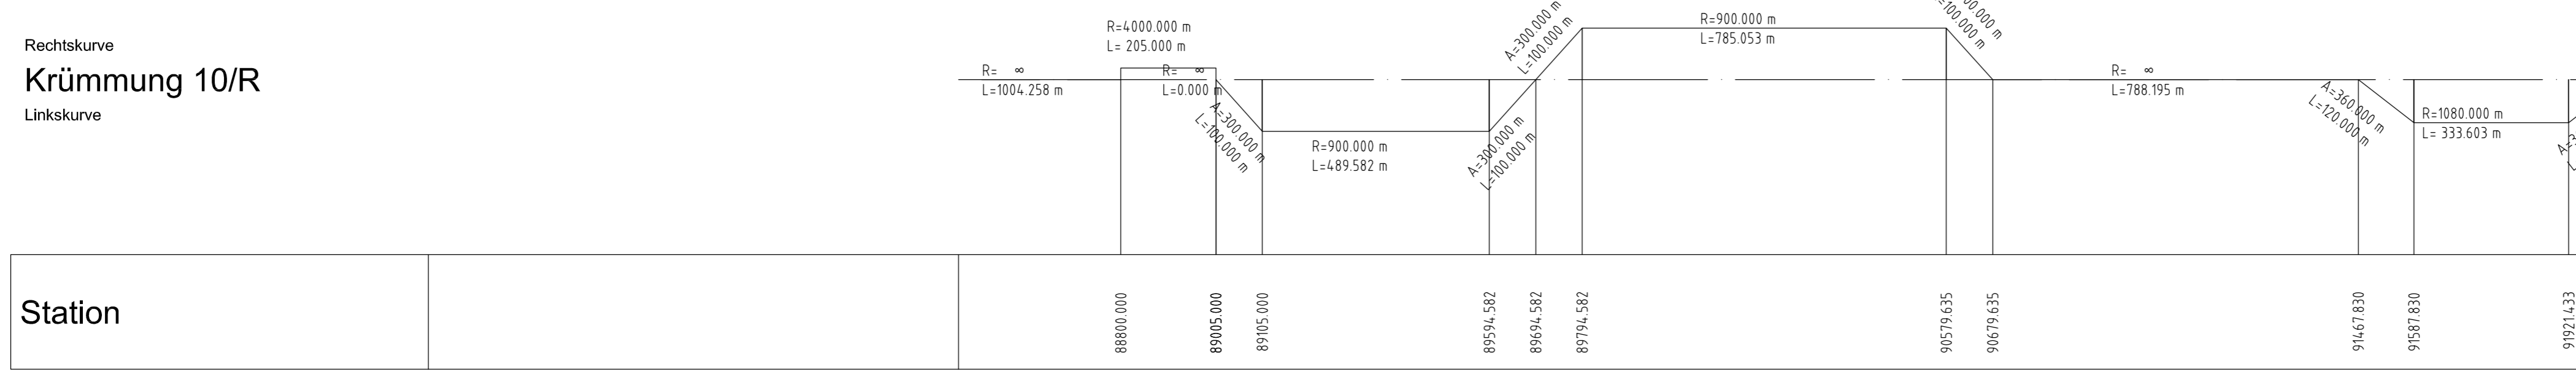 Rechtskurve
Krümmung 10/R
Linkskurve
R= ∞
L=1004.258 m
R=4000.000 m
L= 205.000 m
R= ∞
L=0.000 m
A=300.000 m
L=100.000 m
R=900.000 m
L=489.582 m
A=300.000 m
L=100.000 m
A=300.000 m
L=100.000 m
R=900.000 m
L=785.053 m
L=100.000 m
R= ∞
L=788.195 m
A=360.000 m
L=120.000 m
R=1080.000 m
L= 333.603 m
Station
88800.000
89005.000
89105.000
89594.582
89694.582
89794.582
90579.635
90679.635
91467.830
91587.830
91921.433